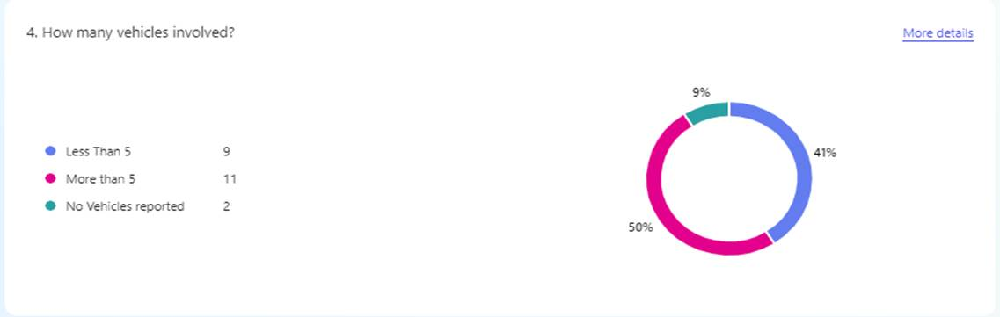 4. How many vehicles involved?
More details
Less Than 5 9
More than 5 11
No Vehicles reported 2
9%
41%
50%